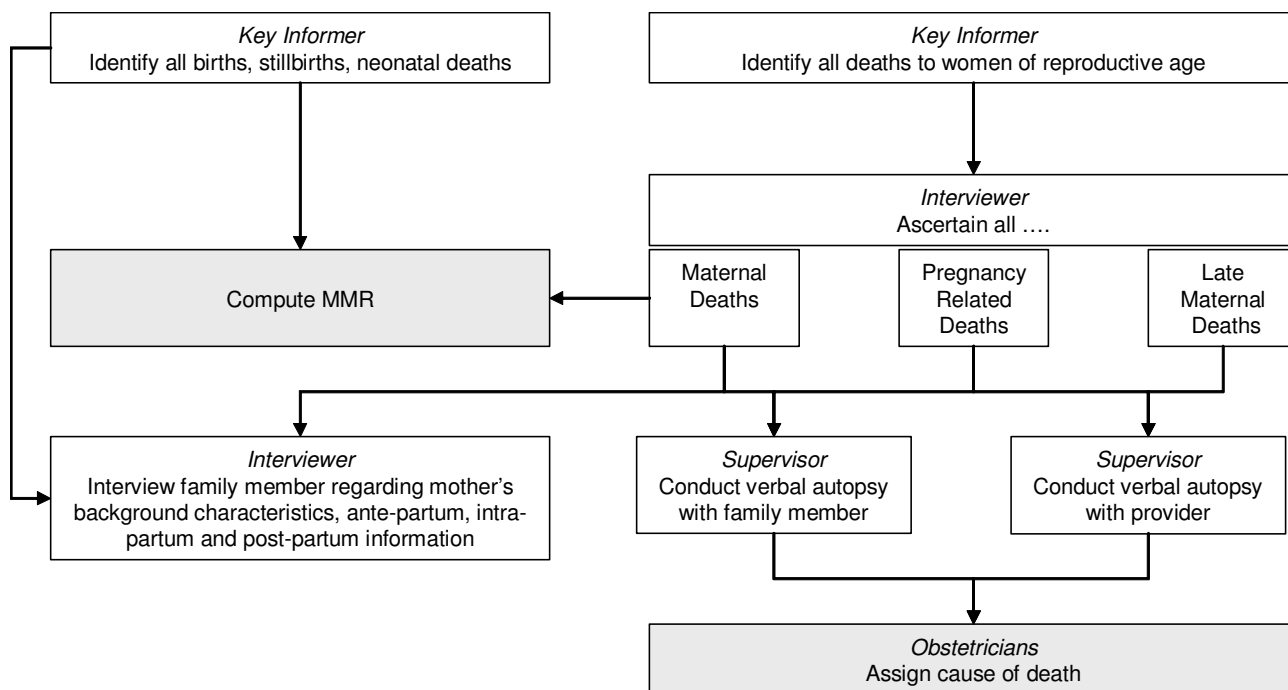 Key Informer
Identify all births, stillbirths, neonatal deaths
Key Informer
Identify all deaths to women of reproductive age
Interviewer
Ascertain all ….
Compute MMR
Maternal
Deaths
Pregnancy
Related
Deaths
Late
Maternal
Deaths
Interviewer
Interview family member regarding mother’s
background characteristics, ante-partum, intra-
partum and post-partum information
Supervisor
Conduct verbal autopsy
with family member
Supervisor
Conduct verbal autopsy
with provider
Obstetricians
Assign cause of death